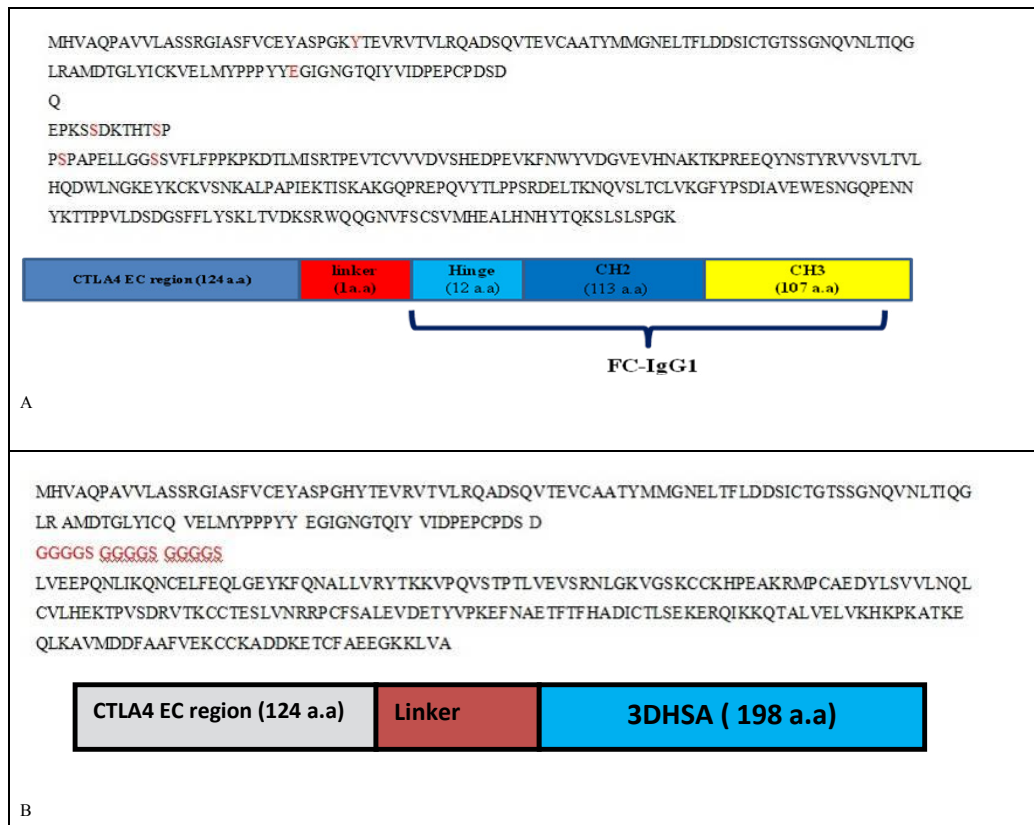 MHVAQPAVVLASSRGIASFVCEYASPGKYTEVRVTVLRQADSQVTEVCAATYMMGNELTFLDDSICTGTSSGNQVNLTIQG
LRAMDTGLYICKVELMYPPPYYEGIGNGTQIYVIDPEPCPDSD
Q
EPKSSDKTHTSP
PSPAPELLGGSSVFLFPPKPKDTLMISRTPEVTCVVVDVSHEDPEVKFNWYVDGVEVHNAKTKPREEQYNSTYRVVSVLTVL
HQDWLNGKEYKCKVSNKALPAPIEKTISKAKGQPREPQVYTLPPSRDELTKNQVSLTCLVKGFYPSDIAVEWESNGQPENN
YKTTPPVLDSDGSFFLYSKLTVDKSRWQQGNVFSCSVMHEALHNHYTQKSLSLSPGK
CTLA4 EC region (124 a.a) linker (1a.a) Hinge (12 a.a) CH2 (113 a.a) CH3 (107 a.a)
FC-IgG1
A
MHVAQPAVVLASSRGIASFVCEYASPGHYTEVRVTVLRQADSQVTEVCAATYMMGNELTFLDDSICTGTSSGNQVNLTIQG
LR AMDTGLYICQ VELMYPPPYY EGIGNGTQIY VIDPEPCPDS D
GGGGS GGGGS GGGGS
LVEEPQNLIKQNCELFEQLGEYKFQNALLVRYTKKVPQVSTPTLVEVSRNLGKVGSKCCKHPEAKRMPCAEDYLSVVLNQL
CVLHEKTPVSDRVTKCCTESLVNRRPCFSALEVDETYVPKEFNAETFTFHADICTLSEKERQIKKQTALVELVKHKPKATKE
QLKAVMDDFAAFVEKCCKADDKETCFAEEGKKLVA
CTLA4 EC region (124 a.a) Linker 3DHSA ( 198 a.a)
B